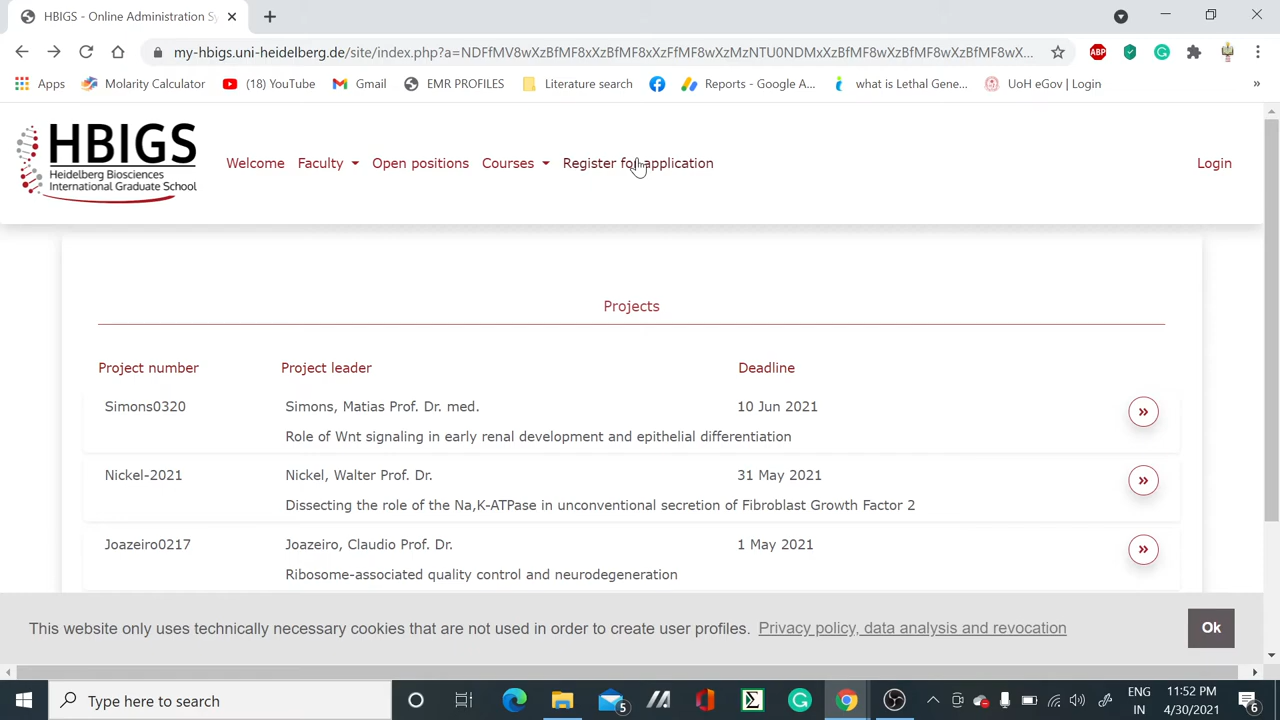 HBIGS - Online Administration Sy
my-hbigs.uni-heidelberg.de/site/index.php?a=NDFfMV8wXzBfMF8xXzBfMF8xXzFfMF8wXzMzNTU0NDMxXzBfMF8wXzBfMF8wXzBfMF8wX...
ABP
Apps Molarity Calculator (18) YouTube Gmail EMR PROFILES Literature search Reports - Google A... what is Lethal Gene... UoH eGov | Login »
HBIGS
Heidelberg Biosciences
International Graduate School
Welcome Faculty Open positions Courses Register for application Login
Projects
Project number Project leader Deadline
Simons0320 Simons, Matias Prof. Dr. med. 10 Jun 2021 »
Role of Wnt signaling in early renal development and epithelial differentiation
Nickel-2021 Nickel, Walter Prof. Dr. 31 May 2021 »
Dissecting the role of the Na,K-ATPase in unconventional secretion of Fibroblast Growth Factor 2
Joazeiro0217 Joazeiro, Claudio Prof. Dr. 1 May 2021 »
Ribosome-associated quality control and neurodegeneration
This website only uses technically necessary cookies that are not used in order to create user profiles. Privacy policy, data analysis and revocation Ok
Type here to search 5 ENG 11:52 PM
IN 4/30/2021 6